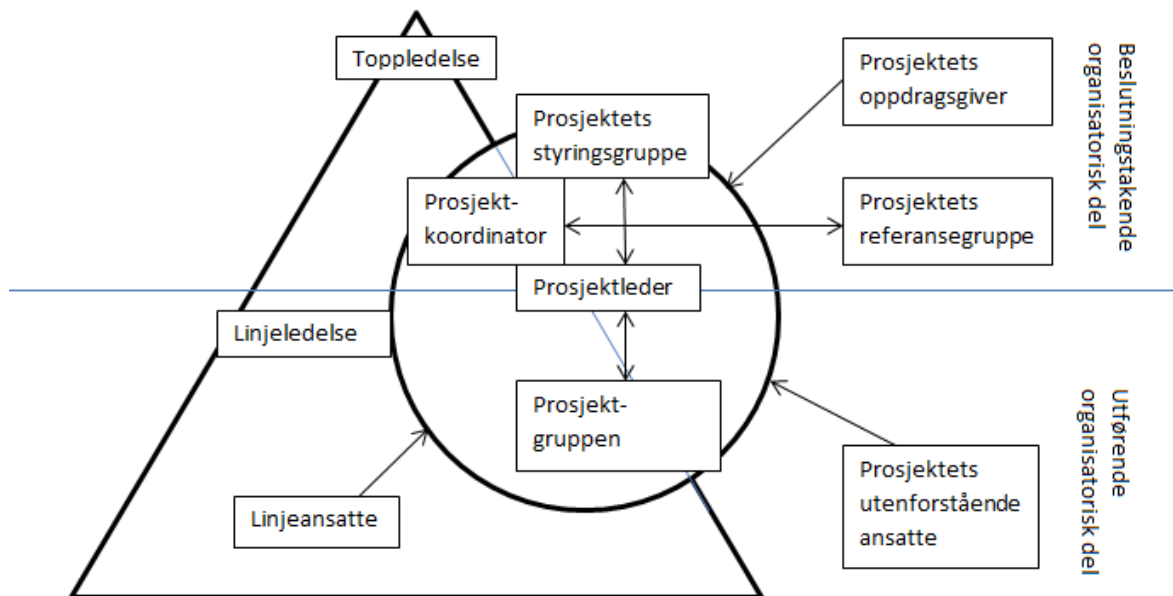 Toppledelse
Prosjektets
oppdragsgiver
Prosjektets
styringsgruppe
Prosjekt-
koordinator
Prosjektets
referansegruppe
Beslutningstakende
organisatorisk del
Prosjektleder
Linjeledelse
Prosjekt-
gruppen
Linjeansatte
Prosjektets
utenforstående
ansatte
Utførende
organisatorisk del